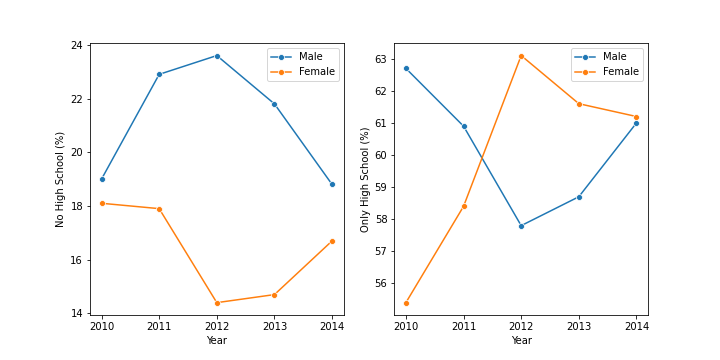 24
22
20
18
16
14
No High School (%)
Male
Female
2010 2011 2012 2013 2014
Year
63
62
61
60
59
58
57
56
Only High School (%)
Male
Female
2010 2011 2012 2013 2014
Year